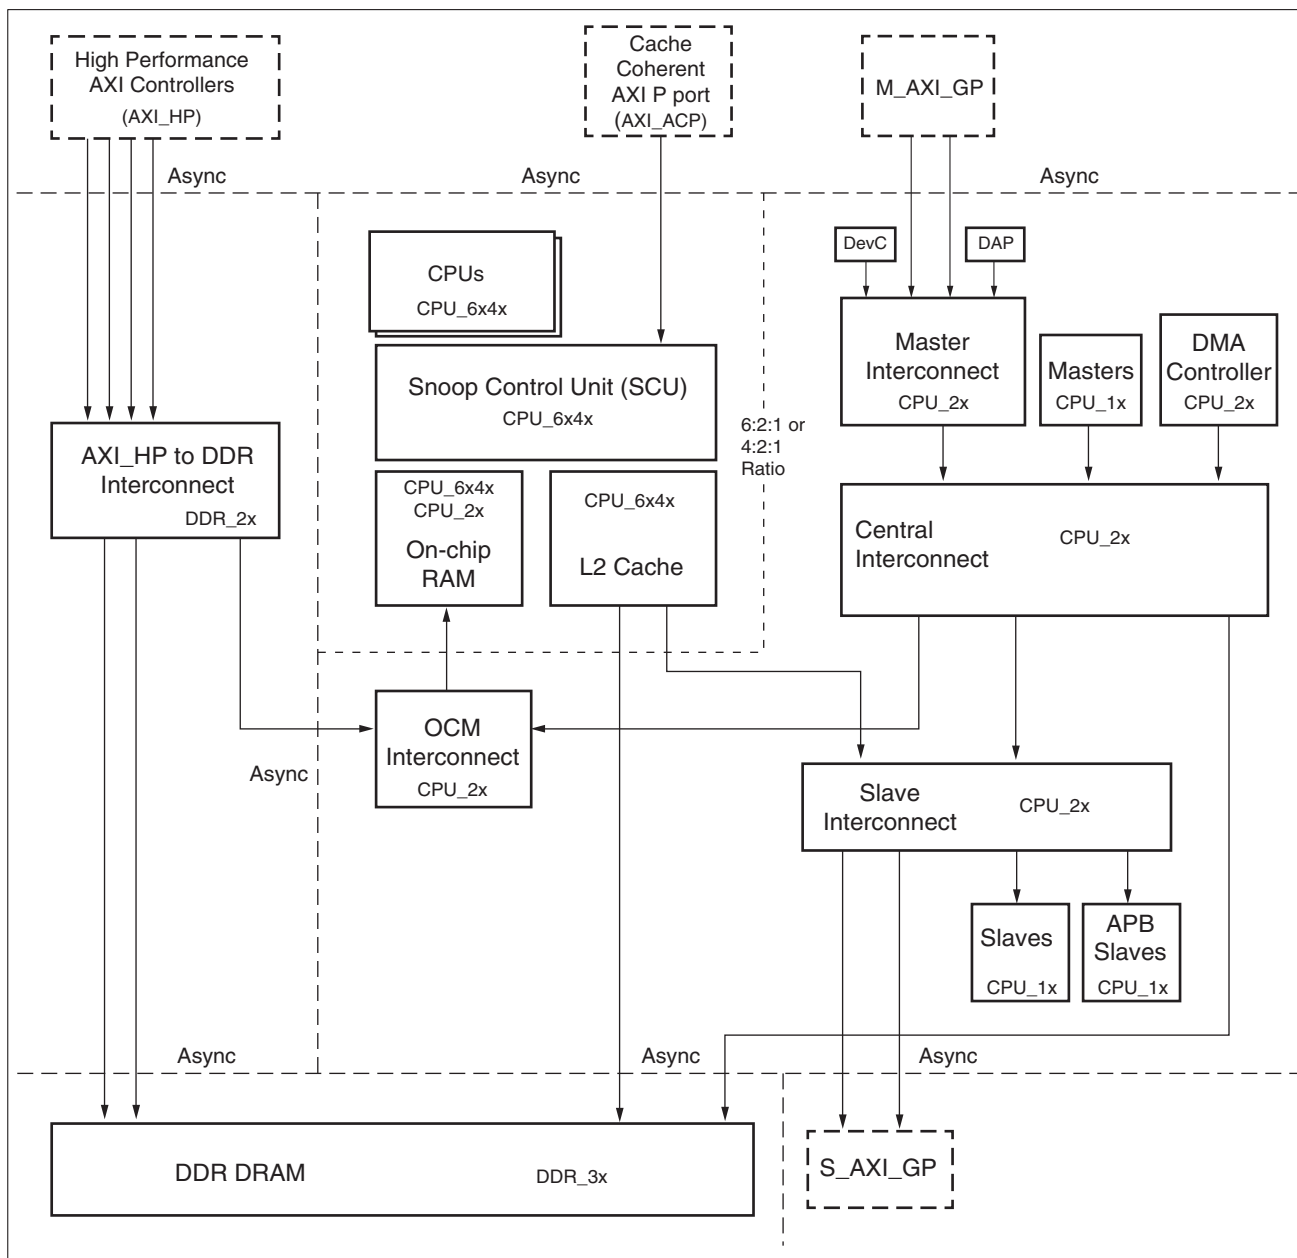 High Performance
AXI Controllers
(AXI_HP)
Cache
Coherent
AXI P port
(AXI_ACP)
M_AXI_GP
Async
Async
Async
DevC
DAP
CPUs
CPU_6x4x
Snoop Control Unit (SCU)
CPU_6x4x
Master
Interconnect
CPU_2x
Masters
CPU_1x
DMA
Controller
CPU_2x
6:2:1 or
4:2:1
Ratio
AXI_HP to DDR
Interconnect
DDR_2x
CPU_6x4x
CPU_2x
On-chip
RAM
CPU_6x4x
L2 Cache
Central
Interconnect
CPU_2x
OCM
Interconnect
CPU_2x
Async
Slave
Interconnect
CPU_2x
Slaves
CPU_1x
APB
Slaves
CPU_1x
Async
Async
Async
DDR DRAM
DDR_3x
S_AXI_GP